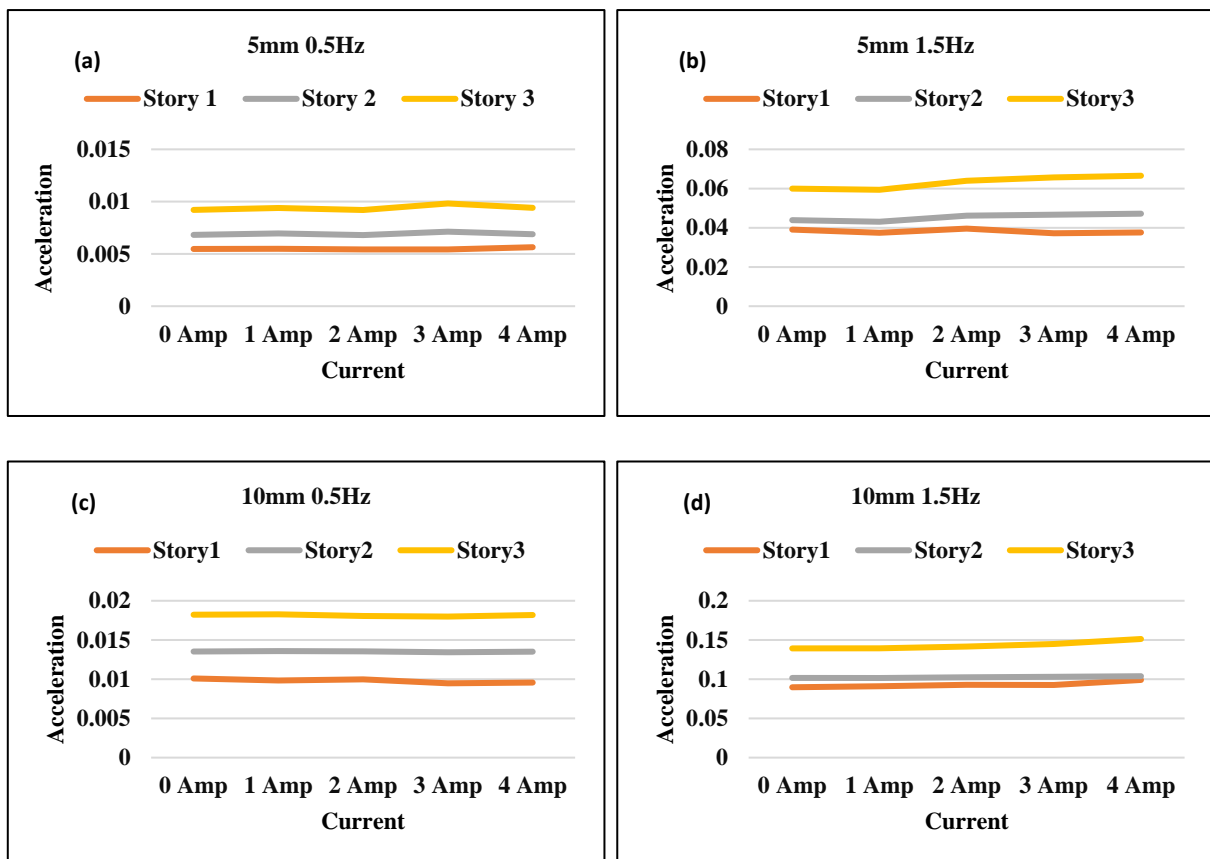 (a)
5mm 0.5Hz
Story 1 Story 2 Story 3
0.015
0.01
0.005
0
Acceleration
0 Amp 1 Amp 2 Amp 3 Amp 4 Amp
Current
(b)
5mm 1.5Hz
Story1 Story2 Story3
0.08
0.06
0.04
0.02
0
Acceleration
0 Amp 1 Amp 2 Amp 3 Amp 4 Amp
Current
(c)
10mm 0.5Hz
Story1 Story2 Story3
0.02
0.015
0.01
0.005
0
Acceleration
0 Amp 1 Amp 2 Amp 3 Amp 4 Amp
Current
(d)
10mm 1.5Hz
Story1 Story2 Story3
0.2
0.15
0.1
0.05
0
Acceleration
0 Amp 1 Amp 2 Amp 3 Amp 4 Amp
Current